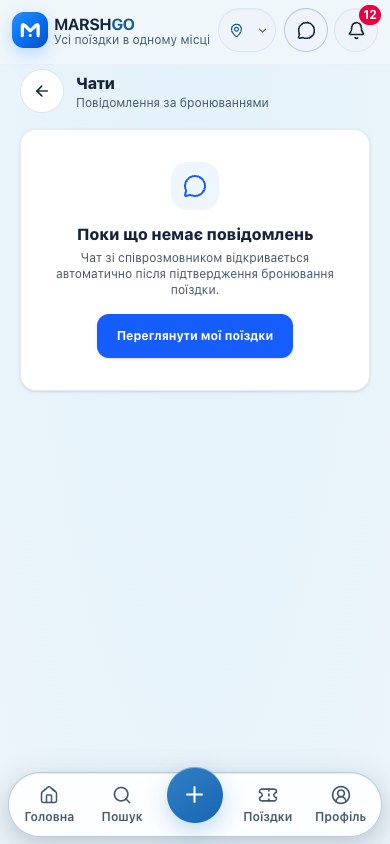 MARSHGO
Усі поїздки в одному місці
12
Чати
Повідомлення за бронюваннями
Поки що немає повідомлень
Чат зі співрозмовником відкривається
автоматично після підтвердження бронювання
поїздки.
Переглянути мої поїздки
Головна
Пошук
Поїздки
Профіль